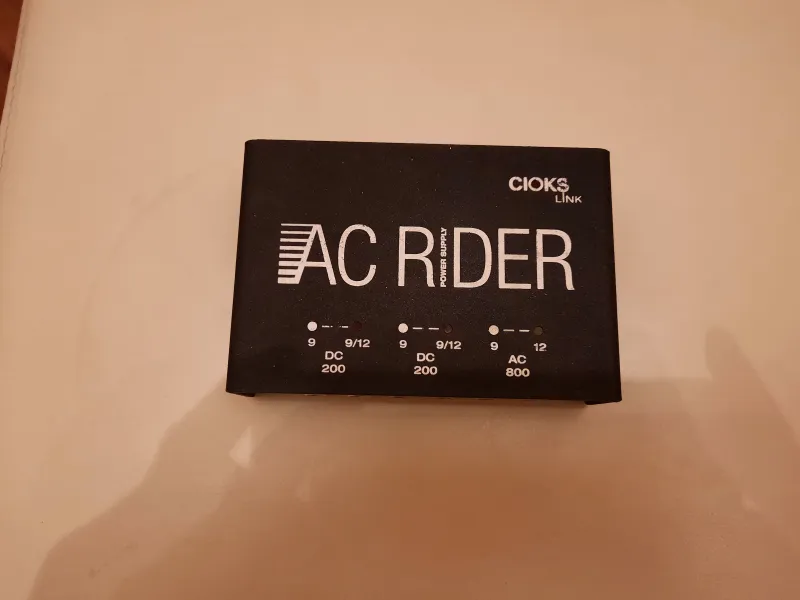 CIOKS
LINK
AC RIDER
POWER SUPPLY
9 9/12 9 9/12 9 12
DC DC AC
200 200 800